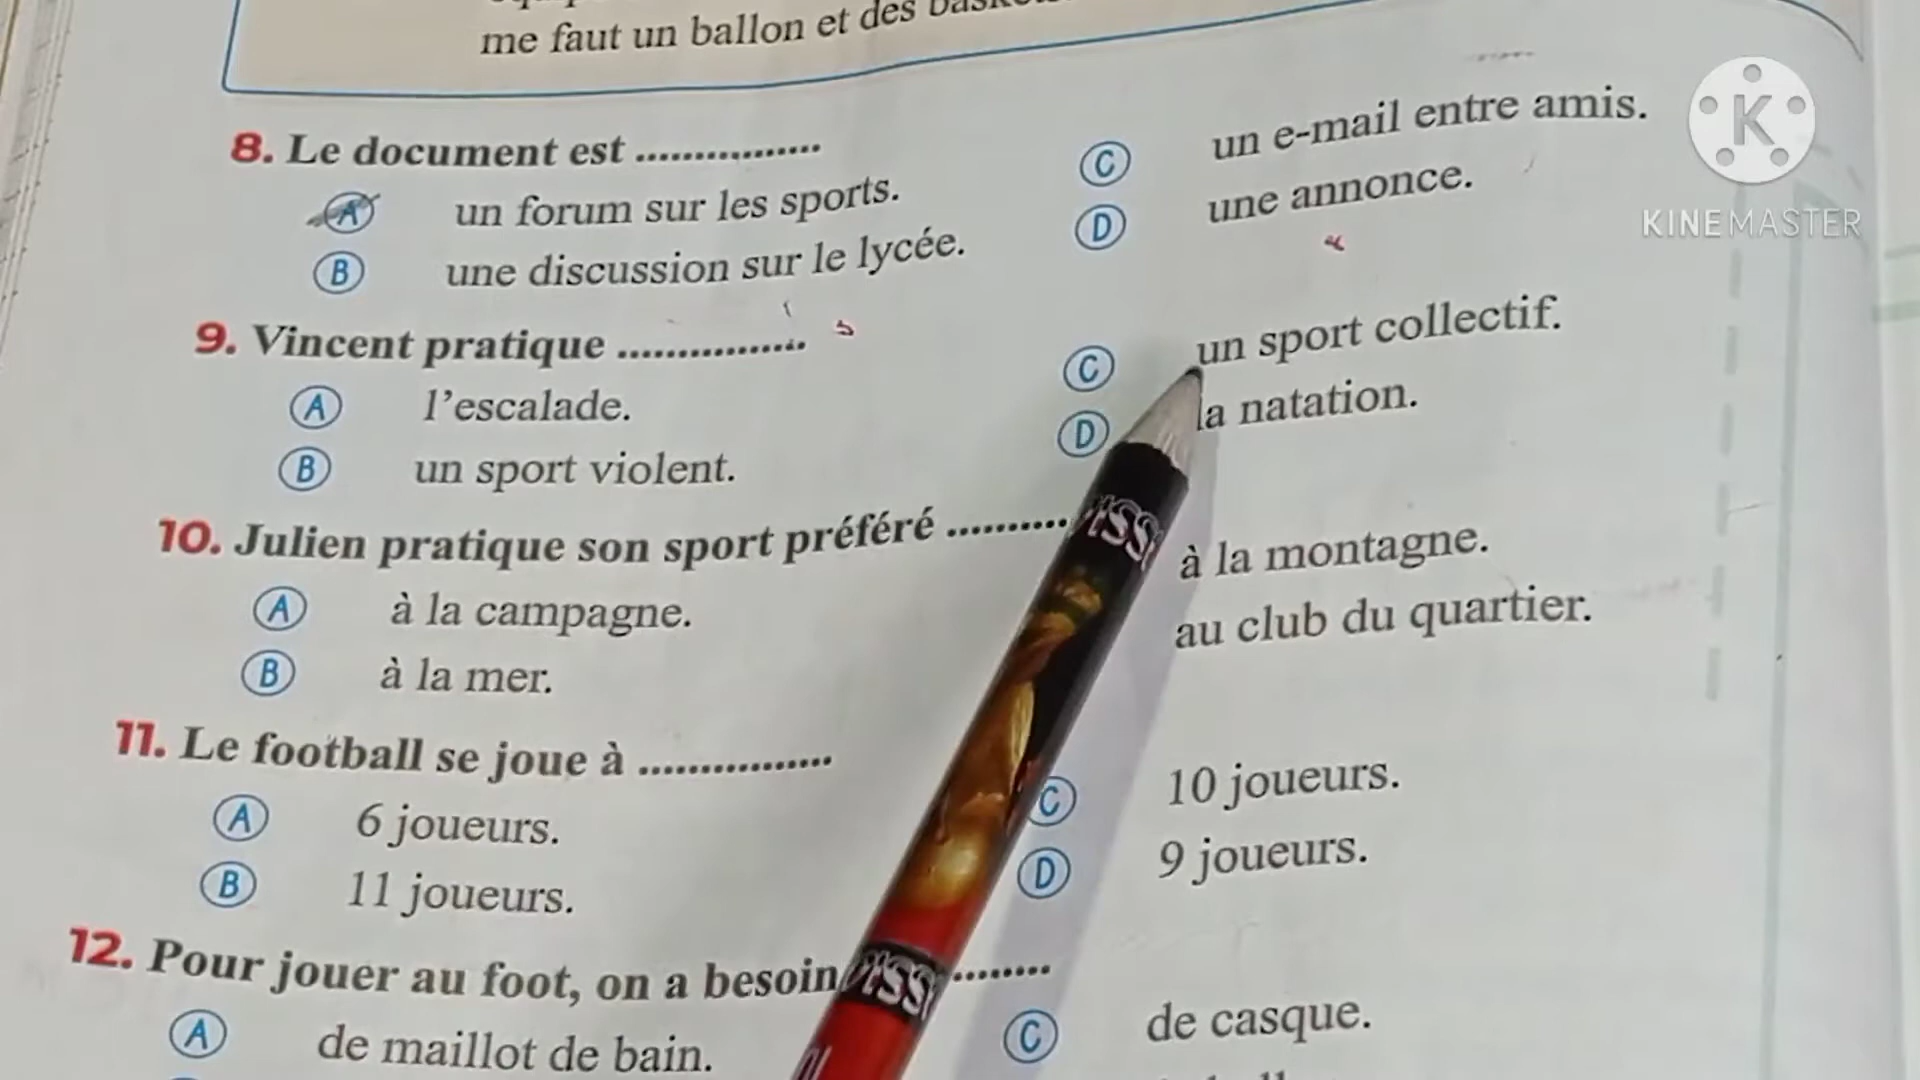 me faut un ballon et des
8. Le document est ................
A un forum sur les sports.
B une discussion sur le lycée.
C un e-mail entre amis.
D une annonce.
9. Vincent pratique ................
A l'escalade.
B un sport violent.
C un sport collectif.
D la natation.
10. Julien pratique son sport préféré ..........
A à la campagne.
B à la mer.
à la montagne.
au club du quartier.
11. Le football se joue à ................
A 6 joueurs.
B 11 joueurs.
C 10 joueurs.
D 9 joueurs.
12. Pour jouer au foot, on a besoin ........
A de maillot de bain.
C de casque.
K
KINEMASTER